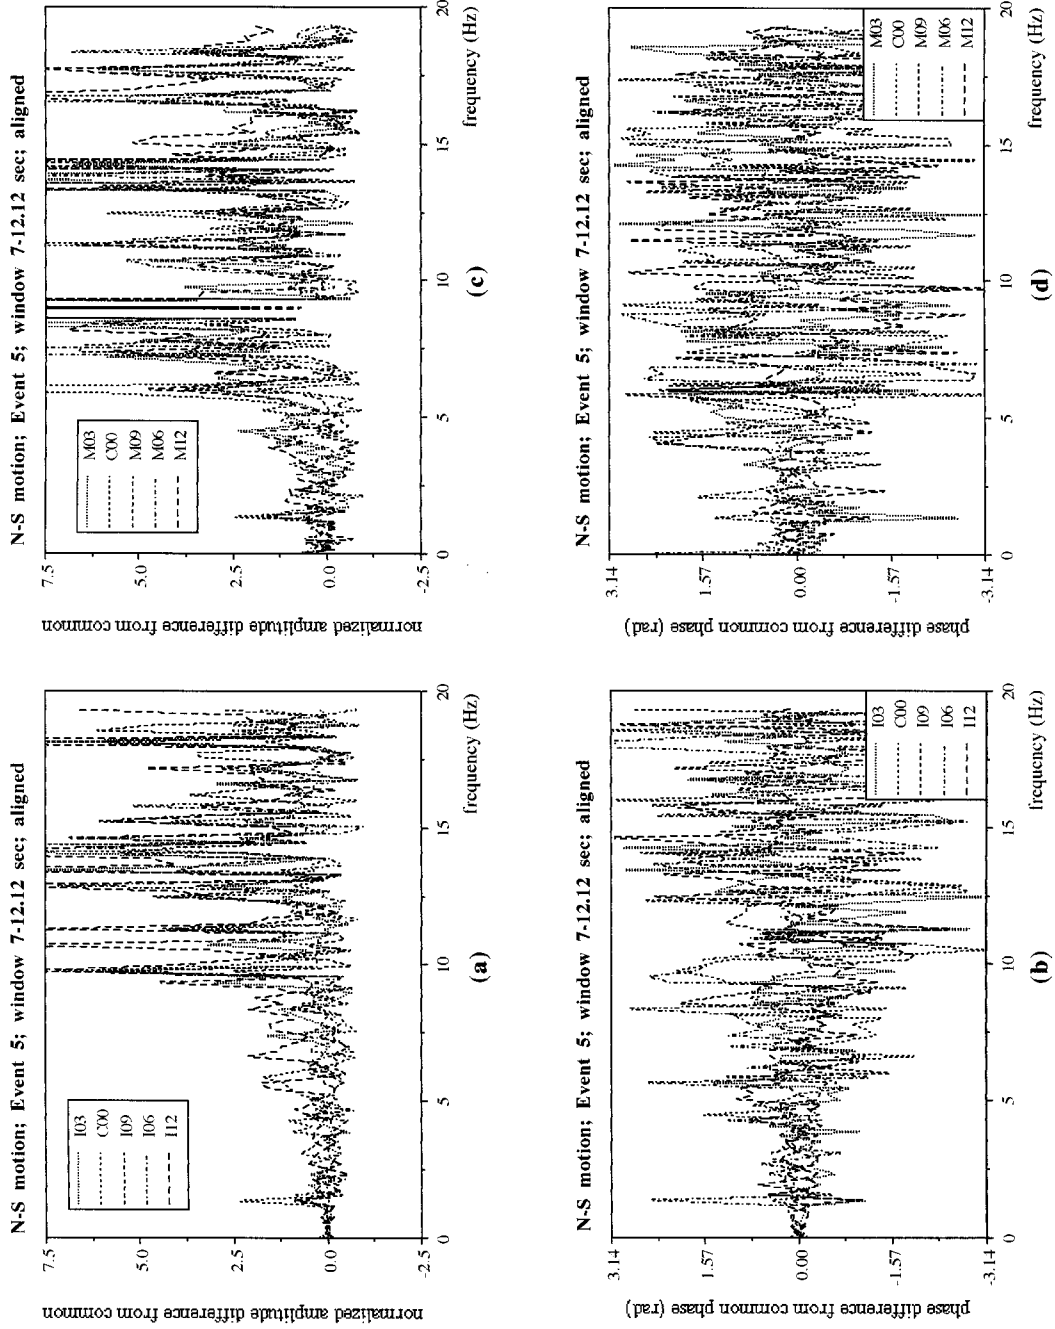 N-S motion; Event 5; window 7-12.12 sec; aligned
normalized amplitude difference from common
7.5
5.0
2.5
0.0
-2.5
I03
C00
I09
I06
I12
0
5
10
15
20
frequency (Hz)
(a)
N-S motion; Event 5; window 7-12.12 sec; aligned
phase difference from common phase (rad)
3.14
1.57
0.00
-1.57
-3.14
I03
C00
I09
I06
I12
0
5
10
15
20
frequency (Hz)
(b)
N-S motion; Event 5; window 7-12.12 sec; aligned
normalized amplitude difference from common
7.5
5.0
2.5
0.0
-2.5
M03
C00
M09
M06
M12
0
5
10
15
20
frequency (Hz)
(c)
N-S motion; Event 5; window 7-12.12 sec; aligned
phase difference from common phase (rad)
3.14
1.57
0.00
-1.57
-3.14
M03
C00
M09
M06
M12
0
5
10
15
20
frequency (Hz)
(d)